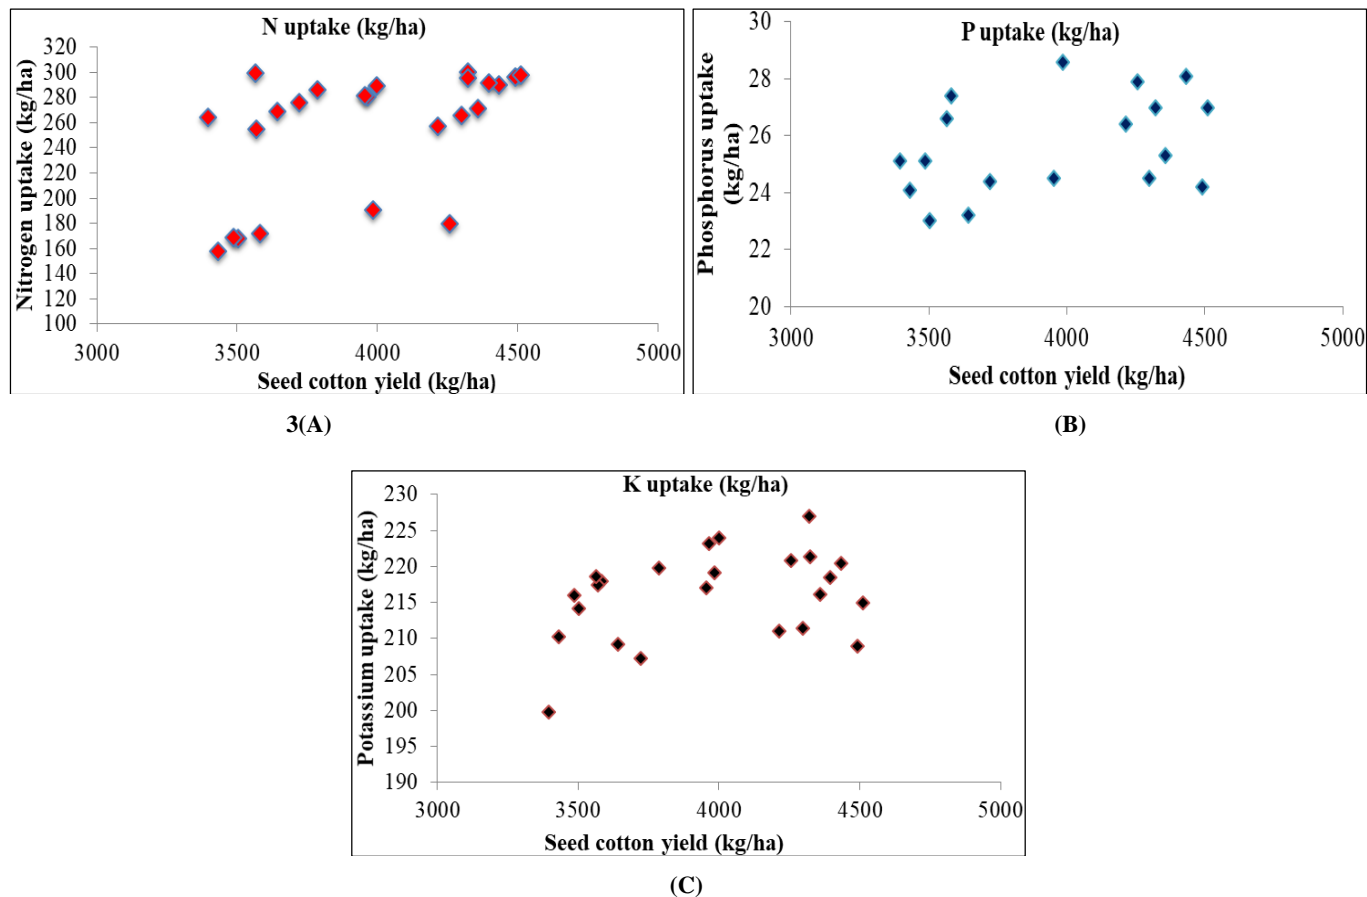 N uptake (kg/ha)
Nitrogen uptake (kg/ha)
320
300
280
260
240
220
200
180
160
140
120
100
3000 3500 4000 4500 5000
Seed cotton yield (kg/ha)
3(A)
P uptake (kg/ha)
Phosphorus uptake
(kg/ha)
30
28
26
24
22
20
3000 3500 4000 4500 5000
Seed cotton yield (kg/ha)
(B)
K uptake (kg/ha)
Potassium uptake (kg/ha)
230
225
220
215
210
205
200
195
190
3000 3500 4000 4500 5000
Seed cotton yield (kg/ha)
(C)